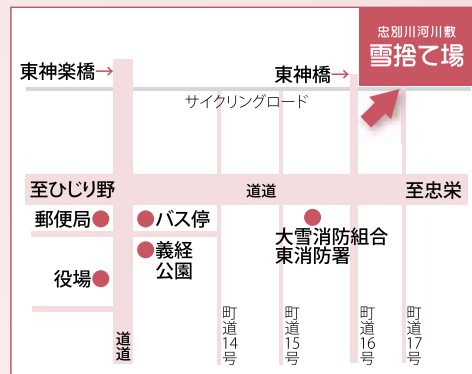 忠別川河川敷
雪捨て場
東神楽橋→
東神橋→
サイクリングロード
至ひじり野
道道
至忠栄
郵便局
バス停
義経
公園
大雪消防組合
東消防署
役場
道道
町道14号
町道15号
町道16号
町道17号